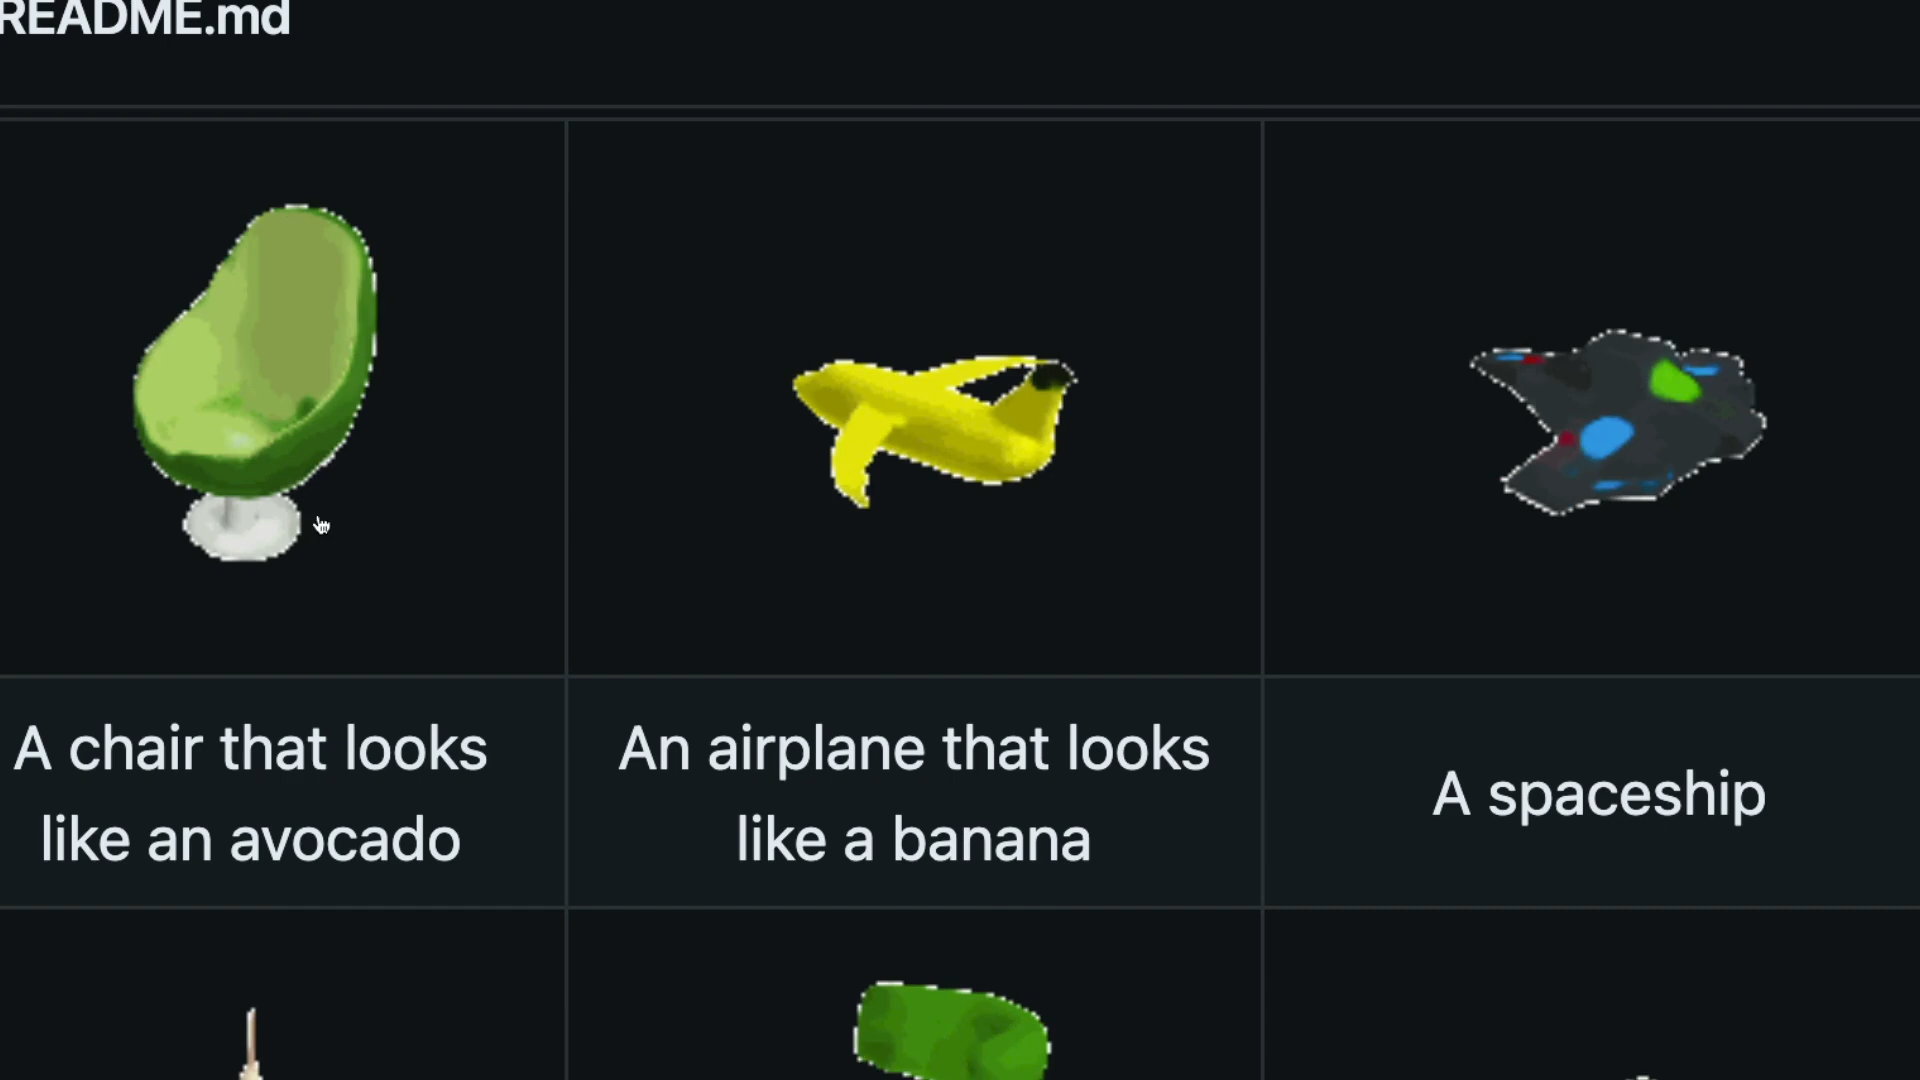 README.md
A chair that looks
like an avocado
An airplane that looks
like a banana
A spaceship